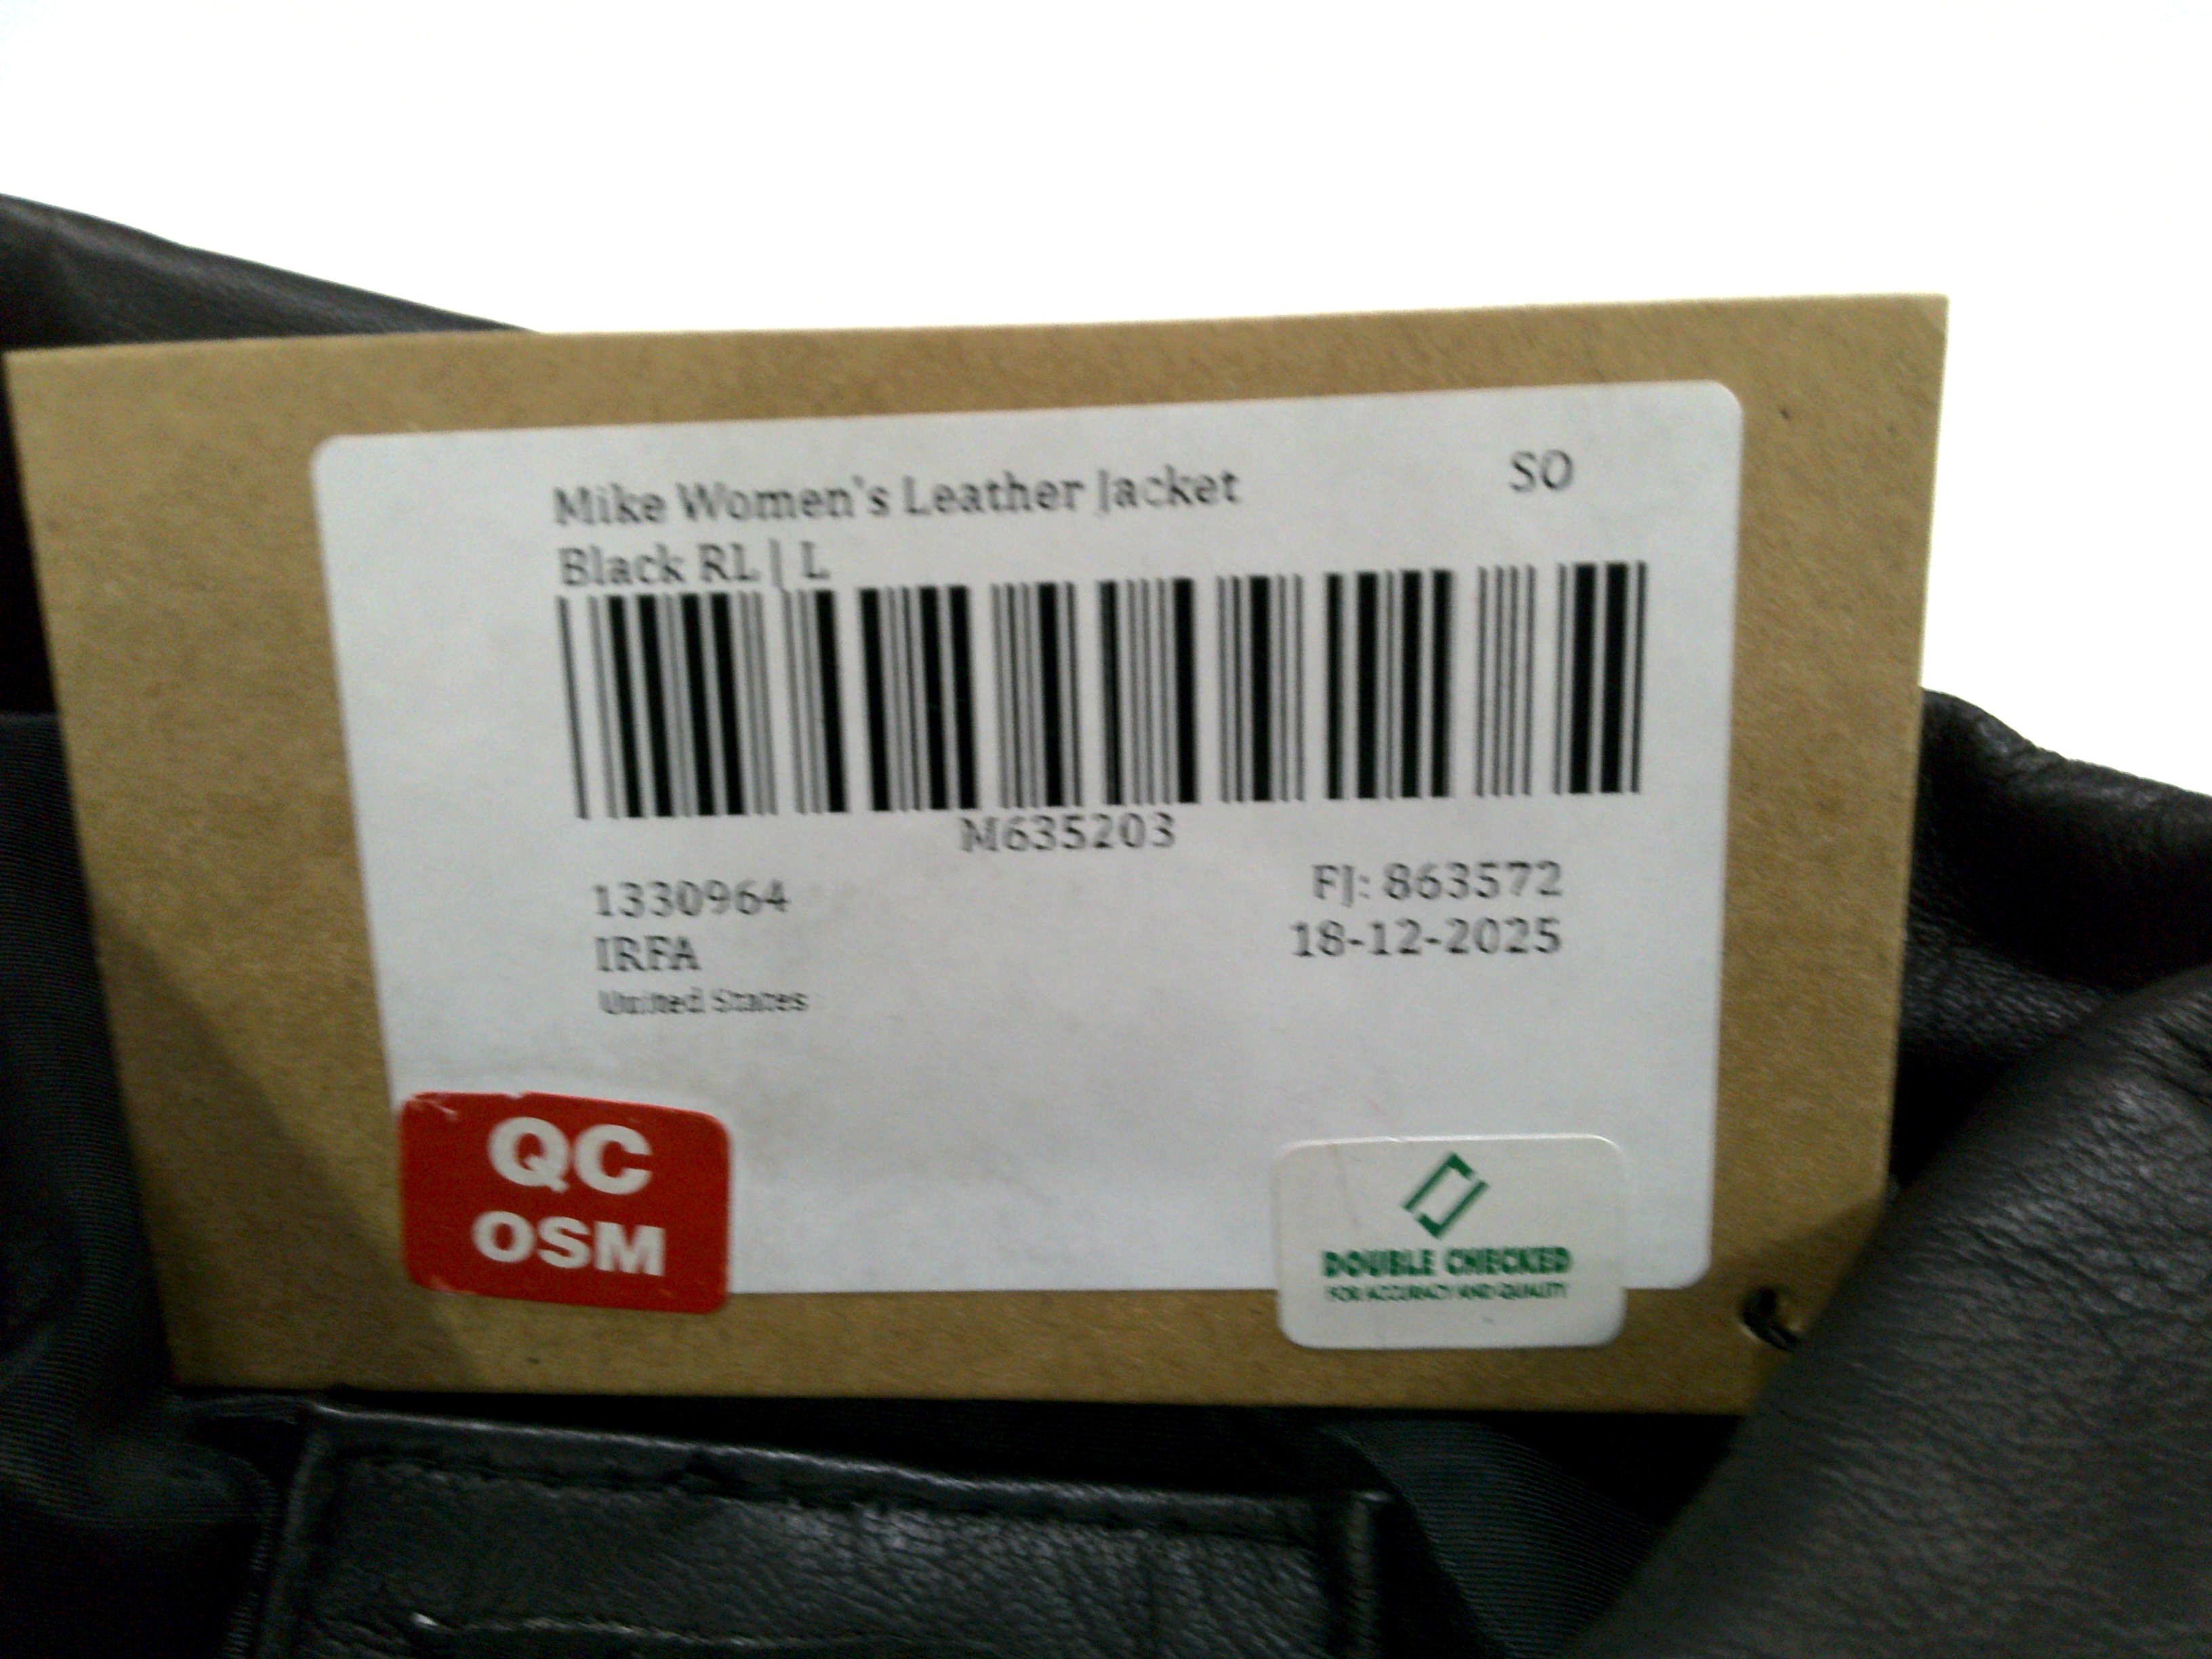 Mike Women's Leather Jacket
SO
Black RL | L
M635203
1330964
FJ: 863572
IRFA
18-12-2025
United States
QC
OSM
DOUBLE CHECKED
FOR ACCURACY AND QUALITY